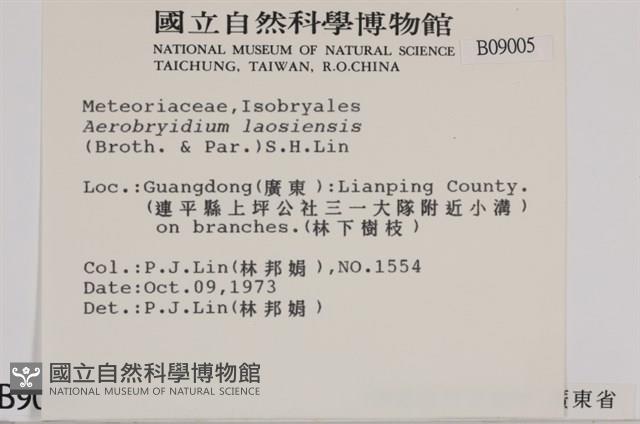 國立自然科學博物館
NATIONAL MUSEUM OF NATURAL SCIENCE
B09005
TAICHUNG, TAIWAN, R.O.CHINA
Meteoriaceae,Isobryales
Aerobryidium laosiensis
(Broth. & Par.)S.H.Lin
Loc.:Guangdong(廣東):Lianping County.
(連平縣上坪公社三一大隊附近小溝)
on branches.(林下樹枝)
Col.:P.J.Lin(林邦娟),NO.1554
Date:Oct.09,1973
Det.:P.J.Lin(林邦娟)
國立自然科學博物館
NATIONAL MUSEUM OF NATURAL SCIENCE
廣東省